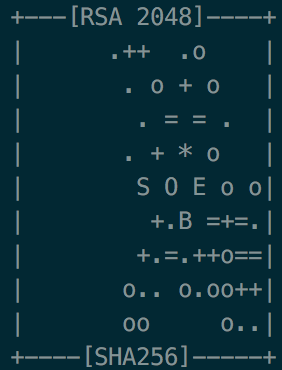 +---[RSA 2048]----+
|      .++  .o    |
|       . o + o   |
|        . = = .  |
|       . + * o   |
|        S O E o o|
|         +.B =+=.|
|        +.=.++o==|
|       o.. o.oo++|
|       oo     o..|
+----[SHA256]-----+